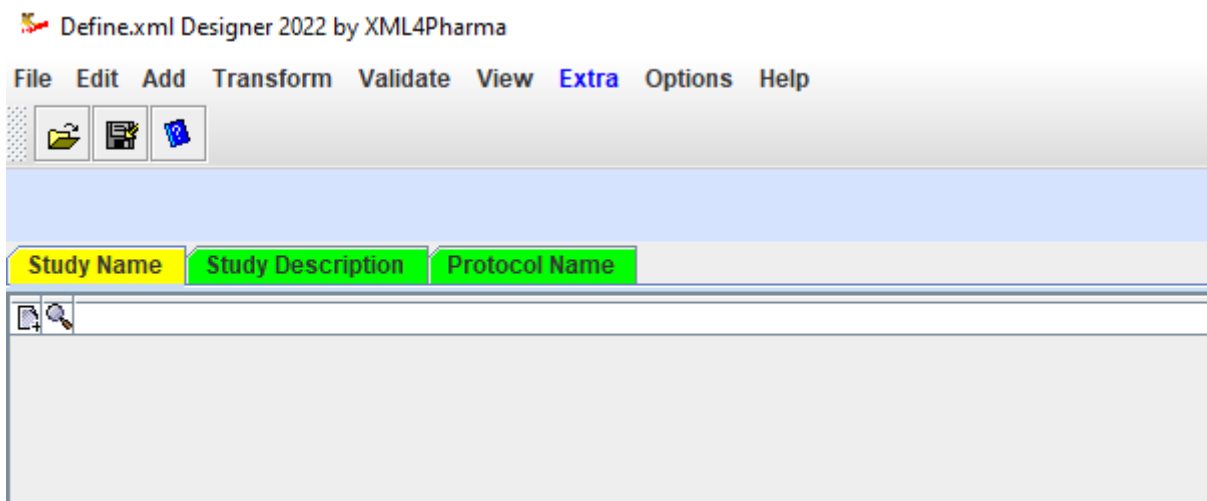 Define.xml Designer 2022 by XML4Pharma
File Edit Add Transform Validate View Extra Options Help
Study Name Study Description Protocol Name